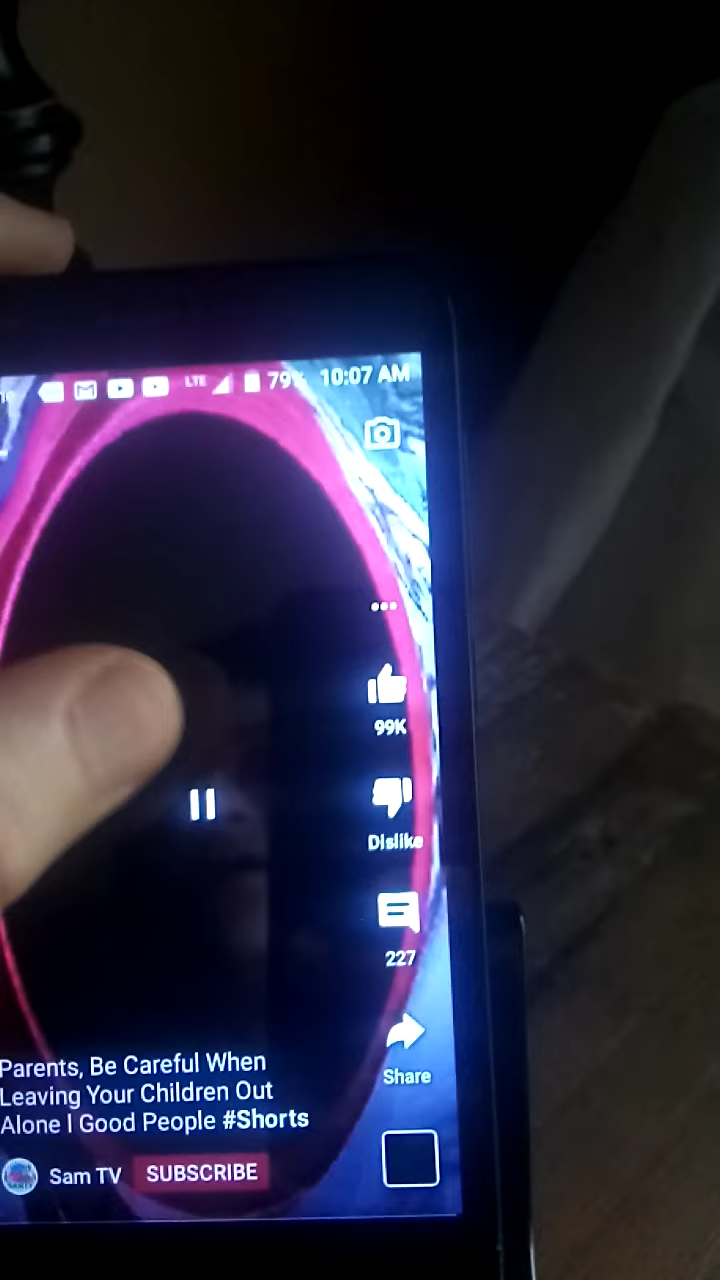 LTE 79% 10:07 AM
99K
Dislike
227
Share
Parents, Be Careful When
Leaving Your Children Out
Alone l Good People #Shorts
Sam TV SUBSCRIBE